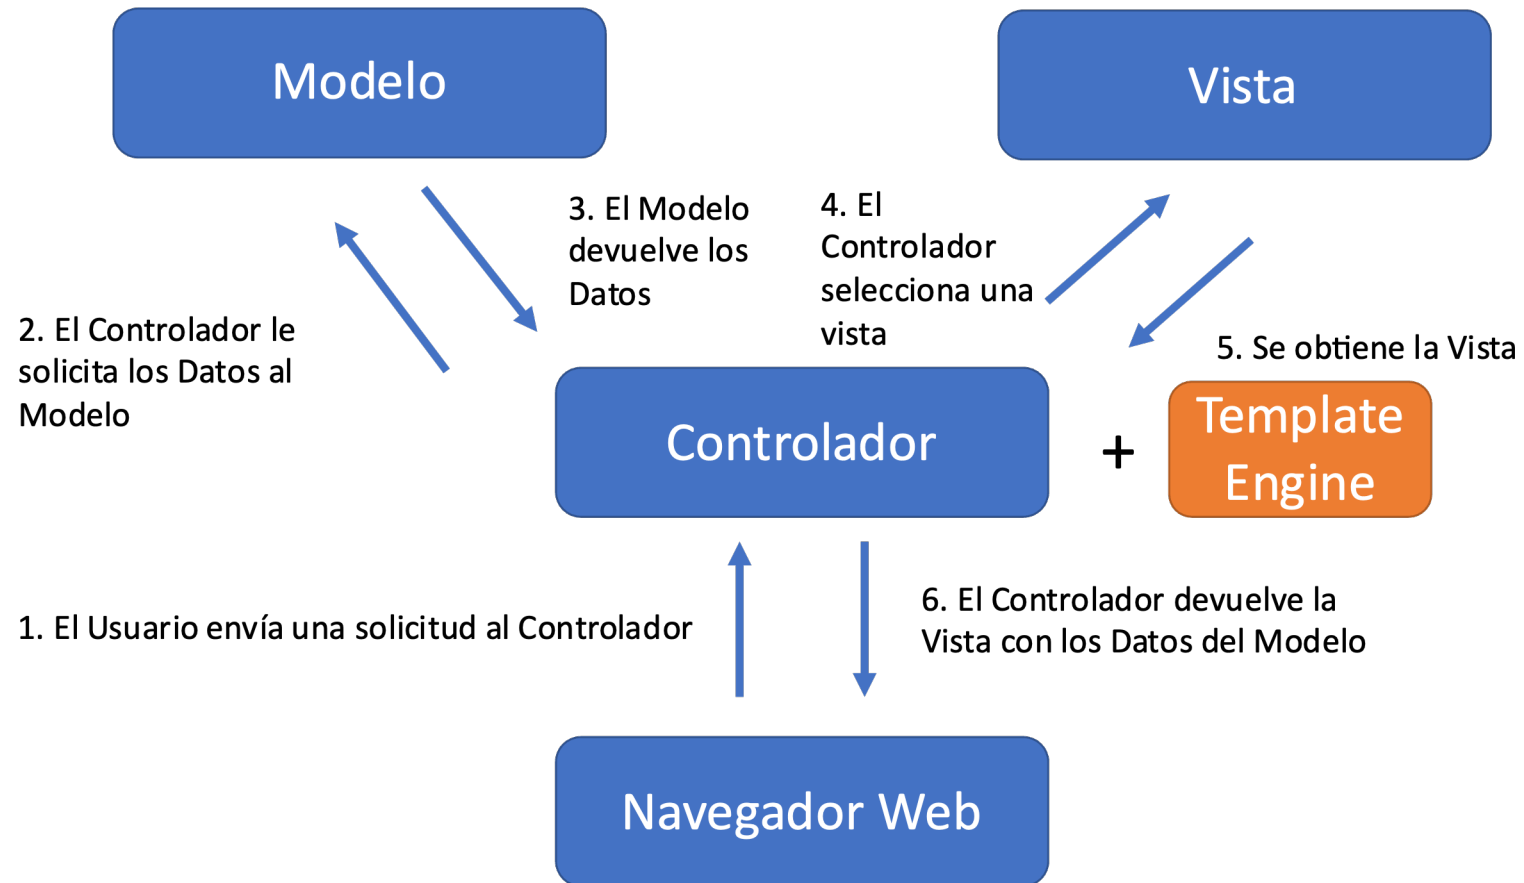 Modelo
Vista
3. El Modelo
devuelve los
Datos
4. El
Controlador
selecciona una
vista
2. El Controlador le
solicita los Datos al
Modelo
5. Se obtiene la Vista
Controlador
+
Template
Engine
1. El Usuario envía una solicitud al Controlador
6. El Controlador devuelve la
Vista con los Datos del Modelo
Navegador Web